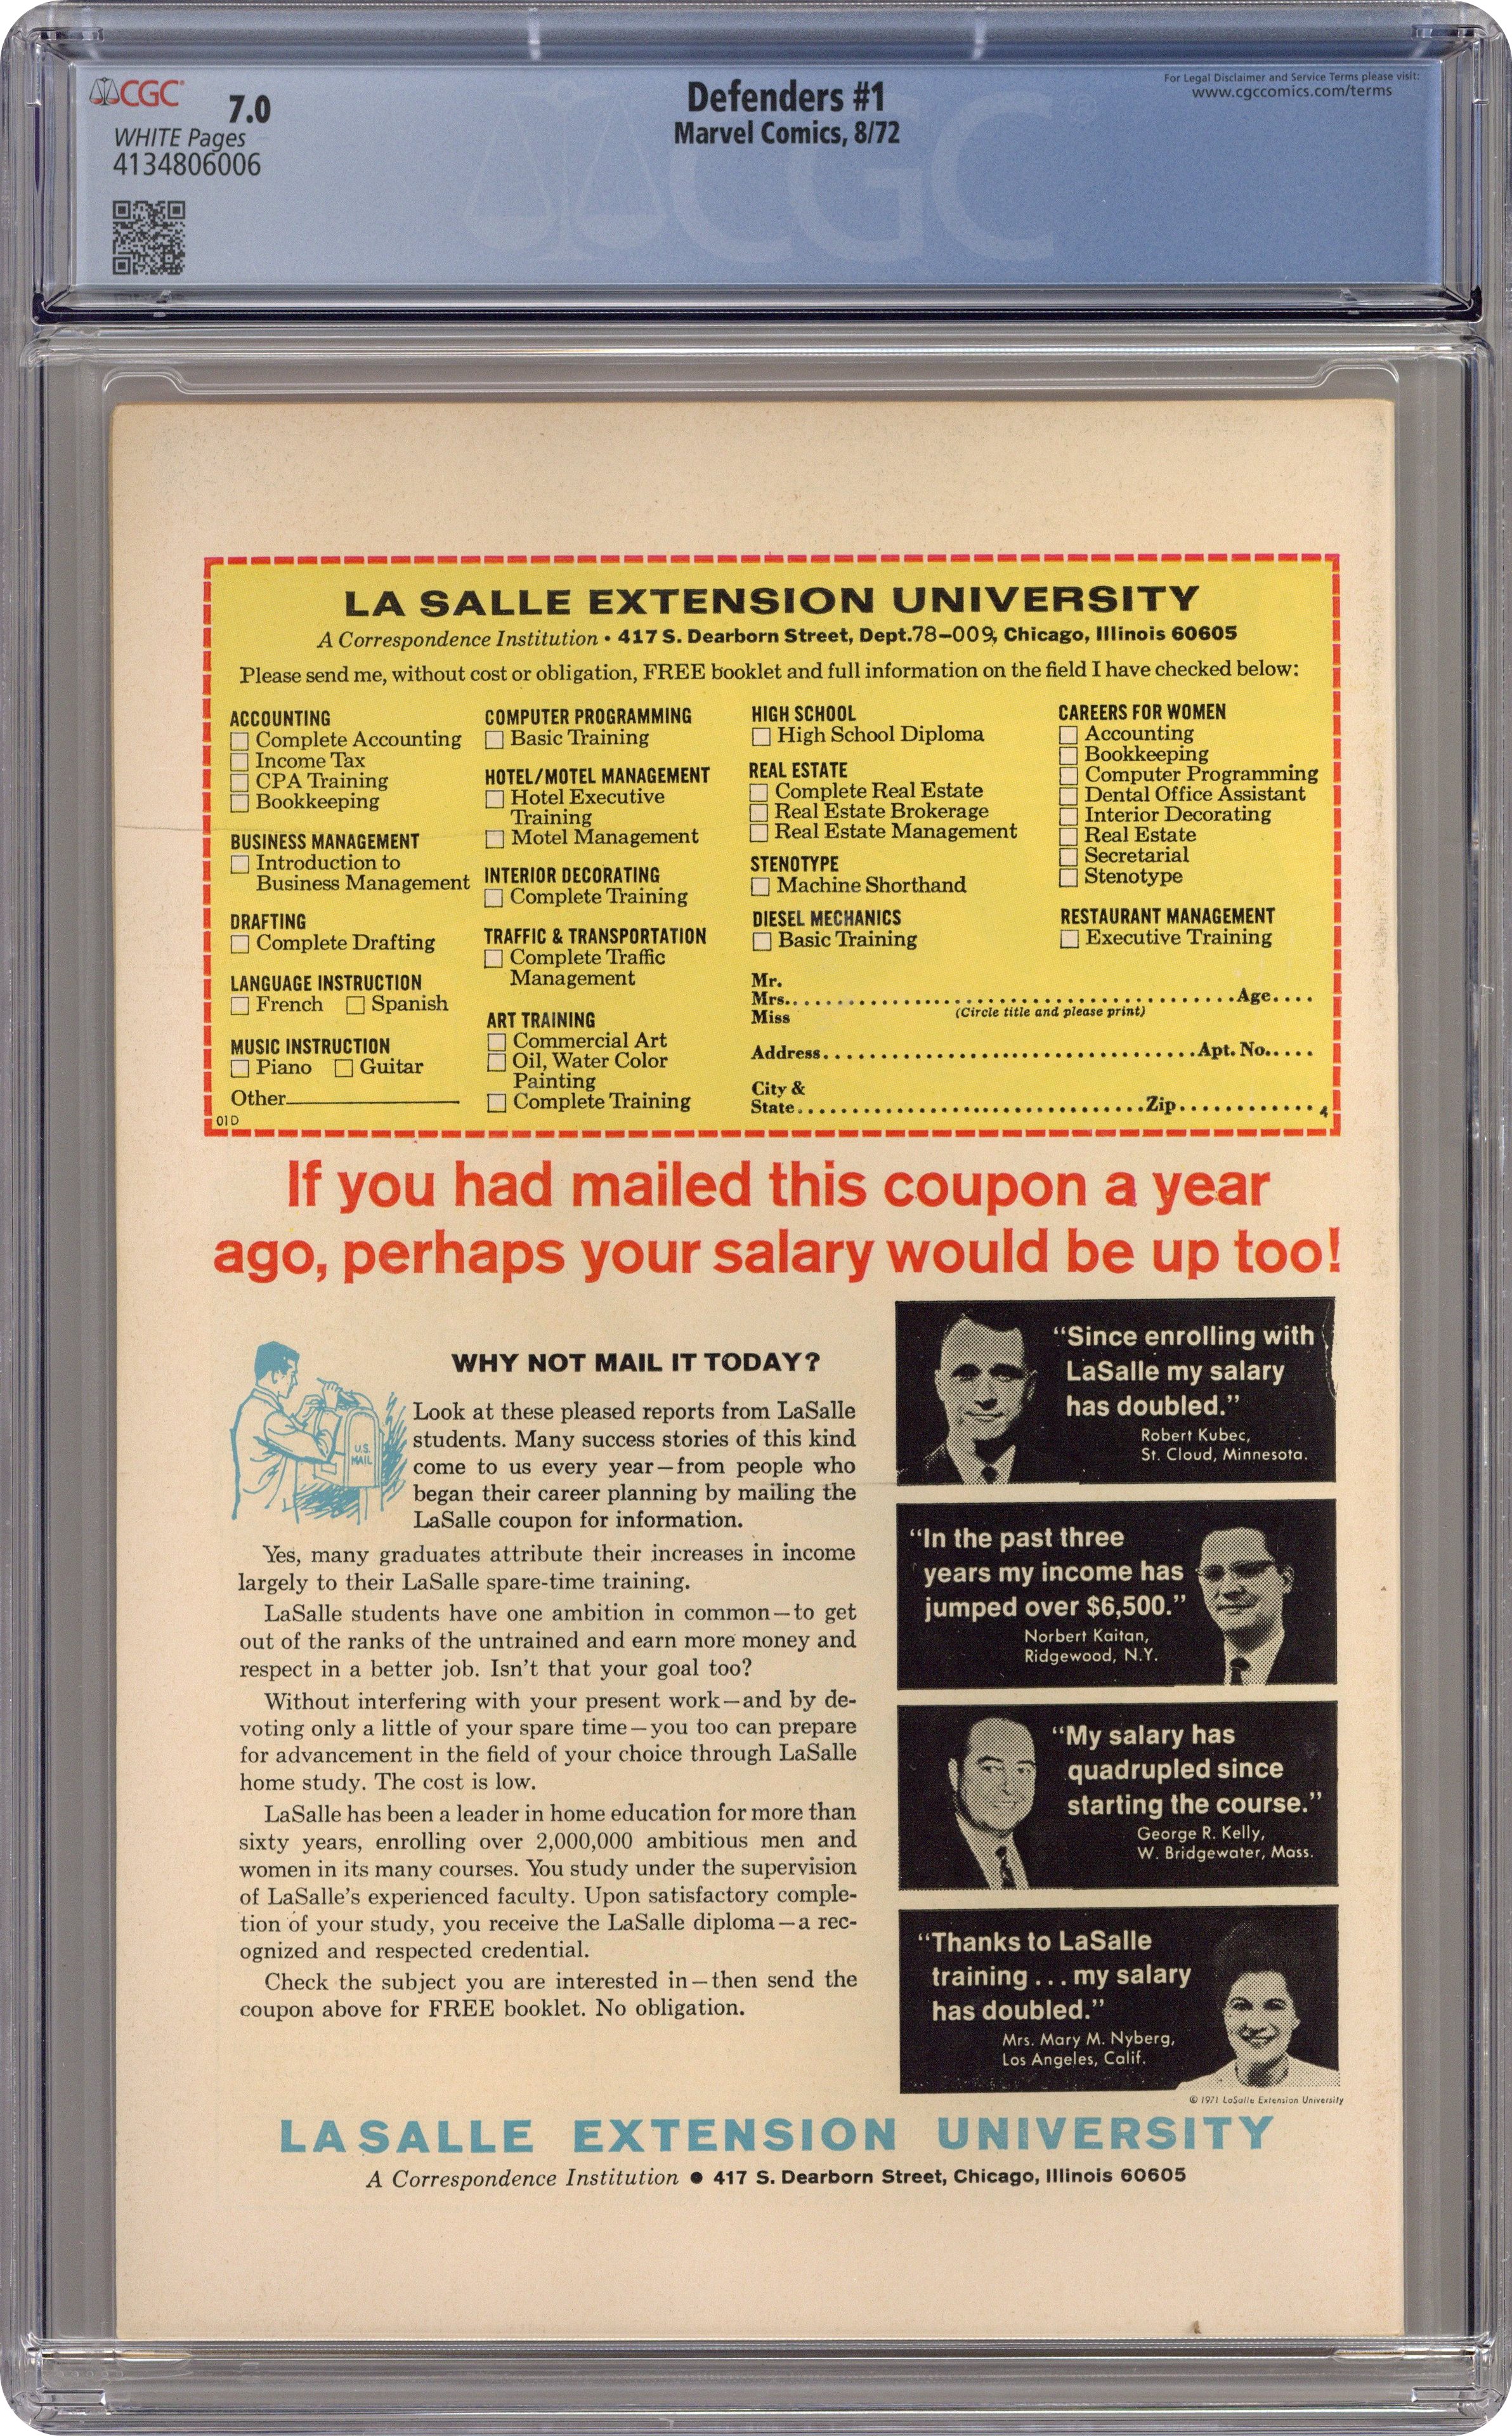 CGC
7.0
WHITE Pages
4134806006
Defenders #1
Marvel Comics, 8/72
For Legal Disclaimer and Service Terms please visit:
www.cgccomics.com/terms
CGC
LA SALLE EXTENSION UNIVERSITY
A Correspondence Institution • 417 S. Dearborn Street, Dept.78-009, Chicago, Illinois 60605
Please send me, without cost or obligation, FREE booklet and full information on the field I have checked below:
ACCOUNTING
Complete Accounting
Income Tax
CPA Training
Bookkeeping
BUSINESS MANAGEMENT
Introduction to
Business Management
DRAFTING
Complete Drafting
LANGUAGE INSTRUCTION
French Spanish
MUSIC INSTRUCTION
Piano Guitar
Other
01D
COMPUTER PROGRAMMING
Basic Training
HOTEL/MOTEL MANAGEMENT
Hotel Executive
Training
Motel Management
INTERIOR DECORATING
Complete Training
TRAFFIC & TRANSPORTATION
Complete Traffic
Management
ART TRAINING
Commercial Art
Oil, Water Color
Painting
Complete Training
HIGH SCHOOL
High School Diploma
REAL ESTATE
Complete Real Estate
Real Estate Brokerage
Real Estate Management
STENOTYPE
Machine Shorthand
DIESEL MECHANICS
Basic Training
CAREERS FOR WOMEN
Accounting
Bookkeeping
Computer Programming
Dental Office Assistant
Interior Decorating
Real Estate
Secretarial
Stenotype
RESTAURANT MANAGEMENT
Executive Training
Mr.
Mrs. Age
Miss (Circle title and please print)
Address Apt. No.
City &
State Zip 4
If you had mailed this coupon a year
ago, perhaps your salary would be up too!
WHY NOT MAIL IT TODAY?
U.S.
MAIL
Look at these pleased reports from LaSalle
students. Many success stories of this kind
come to us every year—from people who
began their career planning by mailing the
LaSalle coupon for information.
Yes, many graduates attribute their increases in income
largely to their LaSalle spare-time training.
LaSalle students have one ambition in common—to get
out of the ranks of the untrained and earn more money and
respect in a better job. Isn't that your goal too?
Without interfering with your present work—and by de-
voting only a little of your spare time—you too can prepare
for advancement in the field of your choice through LaSalle
home study. The cost is low.
LaSalle has been a leader in home education for more than
sixty years, enrolling over 2,000,000 ambitious men and
women in its many courses. You study under the supervision
of LaSalle's experienced faculty. Upon satisfactory comple-
tion of your study, you receive the LaSalle diploma—a rec-
ognized and respected credential.
Check the subject you are interested in—then send the
coupon above for FREE booklet. No obligation.
"Since enrolling with
LaSalle my salary
has doubled."
Robert Kubec,
St. Cloud, Minnesota.
"In the past three
years my income has
jumped over $6,500."
Norbert Kaitan,
Ridgewood, N.Y.
"My salary has
quadrupled since
starting the course."
George R. Kelly,
W. Bridgewater, Mass.
"Thanks to LaSalle
training . . . my salary
has doubled."
Mrs. Mary M. Nyberg,
Los Angeles, Calif.
© 1971 LaSalle Extension University
LASALLE EXTENSION UNIVERSITY
A Correspondence Institution ● 417 S. Dearborn Street, Chicago, Illinois 60605